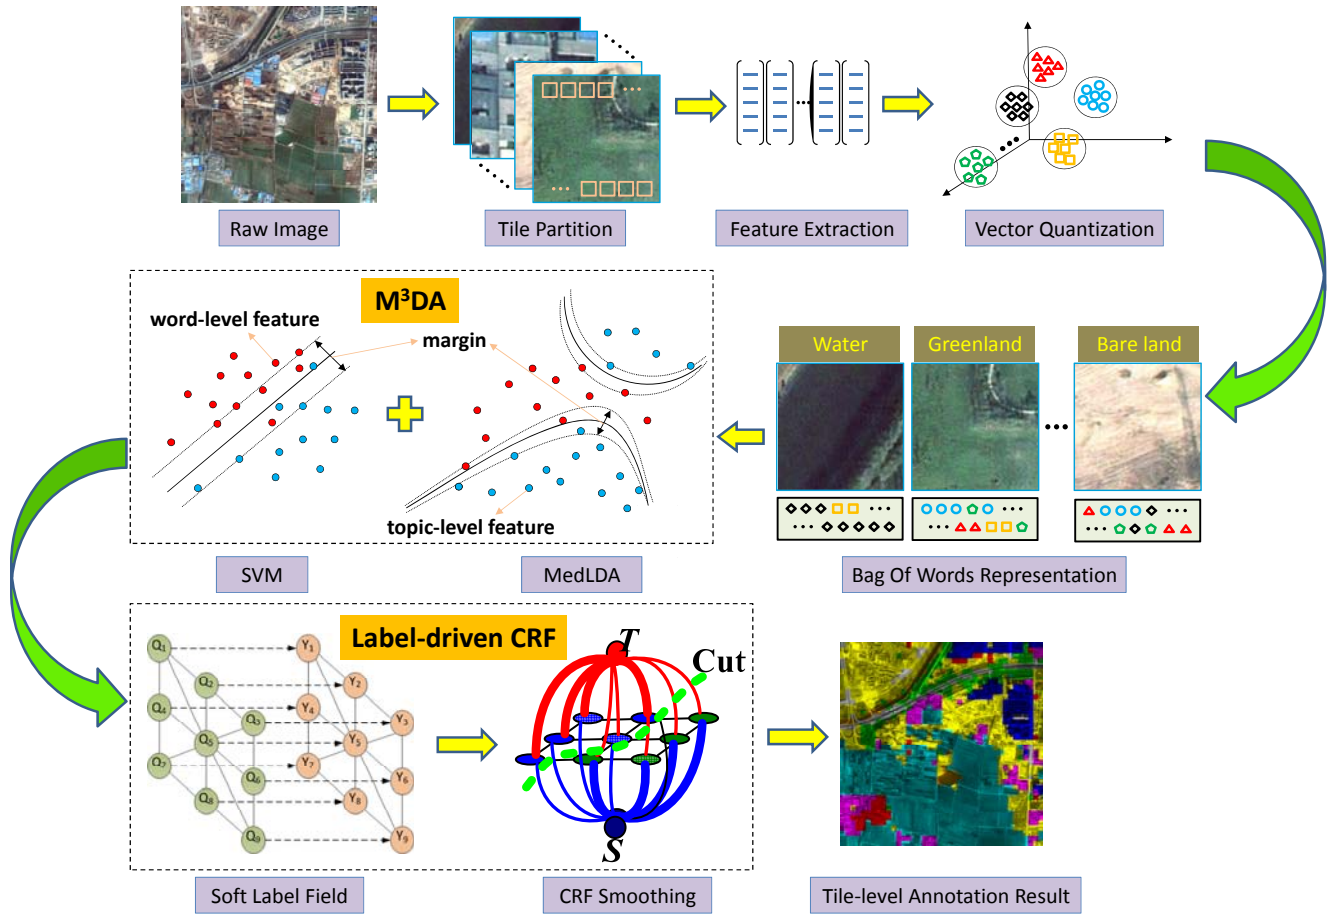 Raw Image
Tile Partition
Feature Extraction
Vector Quantization
M³DA
word-level feature
margin
topic-level feature
SVM
MedLDA
Water
Greenland
Bare land
Bag Of Words Representation
Label-driven CRF
Q1
Q2
Q3
Q4
Q5
Q6
Q7
Q8
Q9
Y1
Y2
Y3
Y4
Y5
Y6
Y7
Y8
Y9
T
Cut
S
Soft Label Field
CRF Smoothing
Tile-level Annotation Result